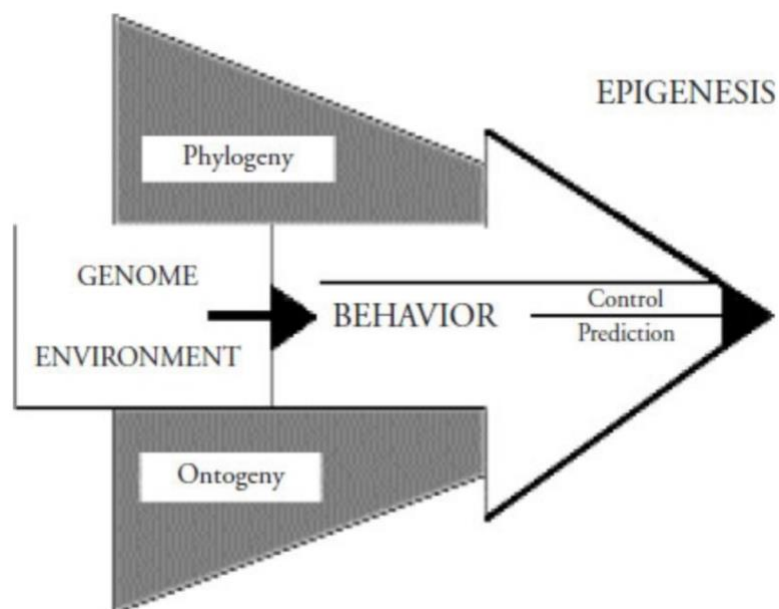 EPIGENESIS
Phylogeny
GENOME
BEHAVIOR
Control
Prediction
ENVIRONMENT
Ontogeny